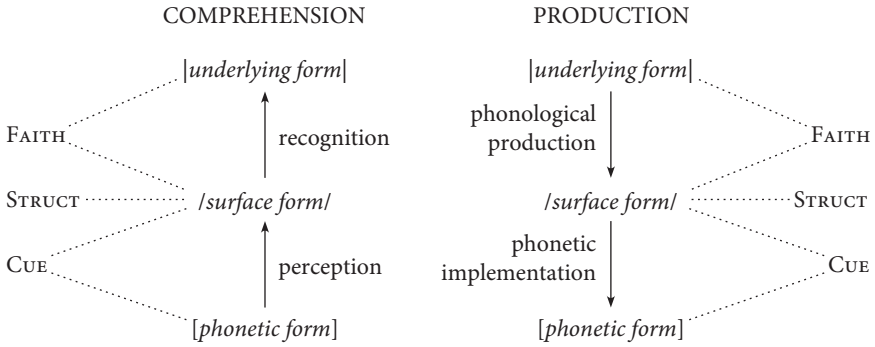 COMPREHENSION PRODUCTION
|underlying form| |underlying form|
phonological
production
FAITH recognition FAITH
STRUCT /surface form/ /surface form/ STRUCT
phonetic
implementation
CUE perception CUE
[phonetic form] [phonetic form]